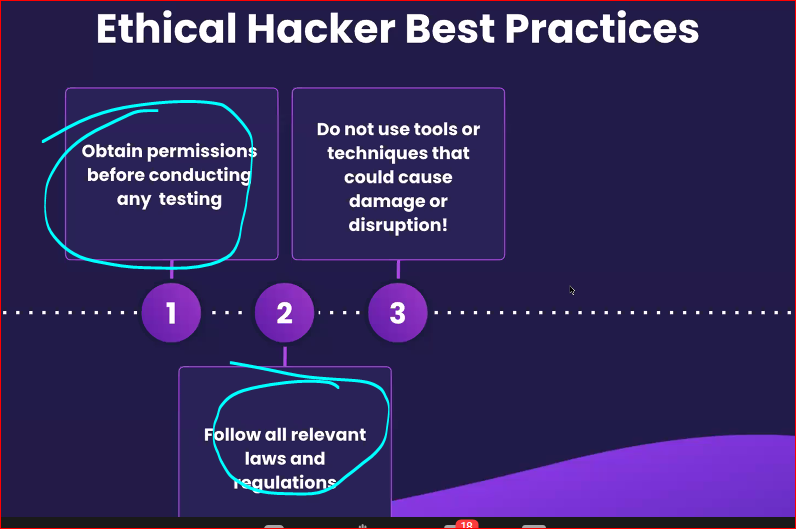 Ethical Hacker Best Practices
Obtain permissions
before conducting
any testing
Do not use tools or
techniques that
could cause
damage or
disruption!
1
2
3
Follow all relevant
laws and
regulations
18